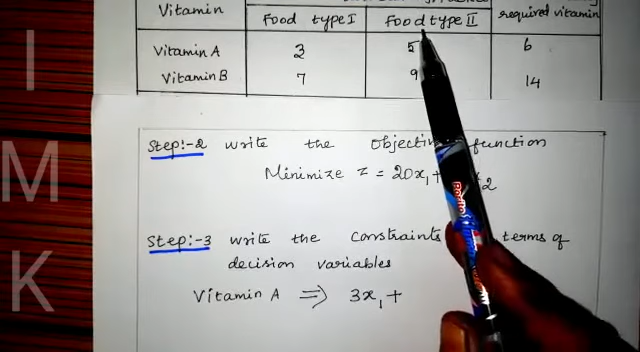 Vitamin
Food type I Food type II required vitamin
Vitamin A 3 5 6
Vitamin B 7 9 14
Step:-2 write the objective function
Minimize z = 20x₁+ x₂
Step:-3 write the constraints terms of
decision variables
Vitamin A ⇒ 3x₁+
I
M
K